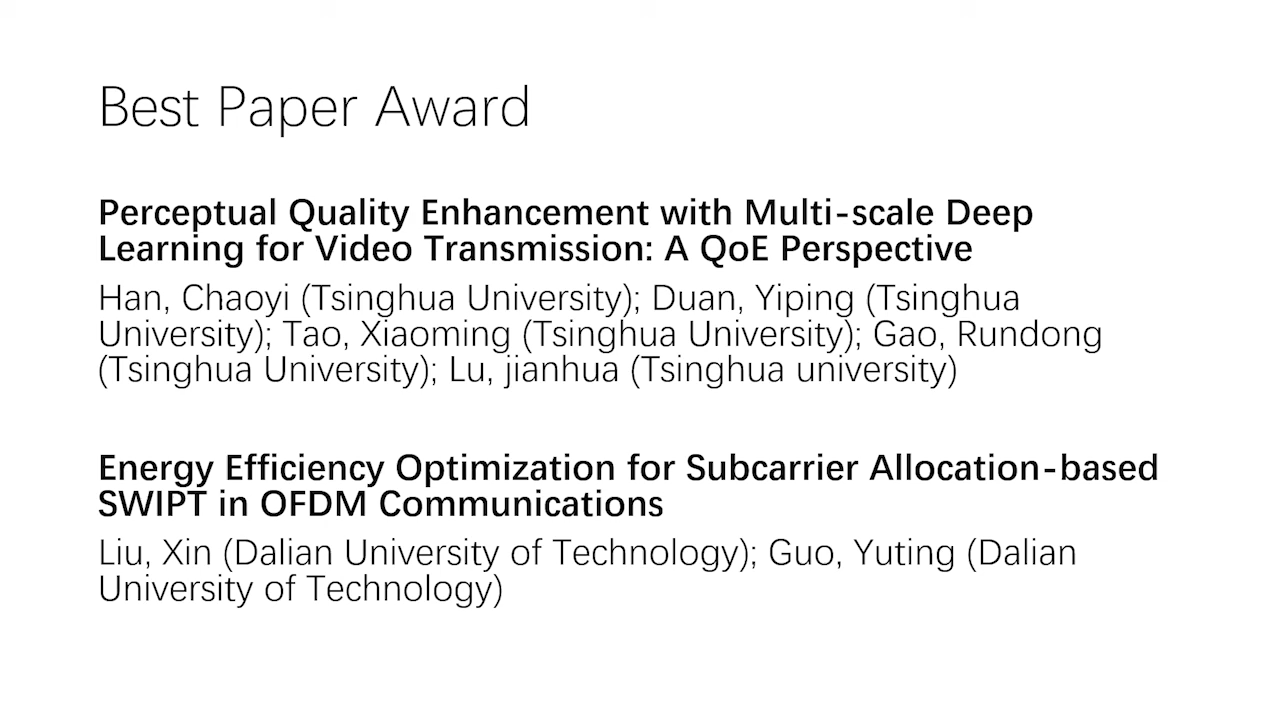 Best Paper Award
Perceptual Quality Enhancement with Multi-scale Deep
Learning for Video Transmission: A QoE Perspective
Han, Chaoyi (Tsinghua University); Duan, Yiping (Tsinghua
University); Tao, Xiaoming (Tsinghua University); Gao, Rundong
(Tsinghua University); Lu, jianhua (Tsinghua university)
Energy Efficiency Optimization for Subcarrier Allocation-based
SWIPT in OFDM Communications
Liu, Xin (Dalian University of Technology); Guo, Yuting (Dalian
University of Technology)